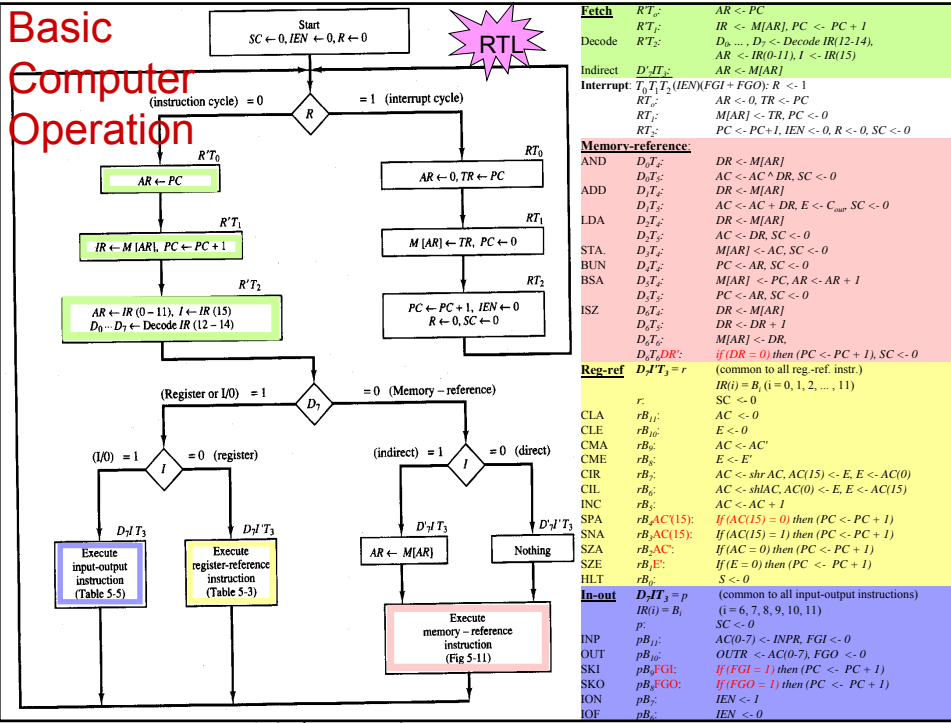 Basic
Computer
Operation
RTL
Start
SC ← 0, IEN ← 0, R ← 0
(instruction cycle) = 0
= 1 (interrupt cycle)
R
R'T0
AR ← PC
R'T1
IR ← M [AR], PC ← PC + 1
R'T2
AR ← IR (0 – 11), I ← IR (15)
D0 ... D7 ← Decode IR (12 – 14)
RT0
AR ← 0, TR ← PC
RT1
M [AR] ← TR, PC ← 0
RT2
PC ← PC + 1, IEN ← 0
R ← 0, SC ← 0
(Register or I/0) = 1
= 0 (Memory – reference)
D7
(I/0) = 1
= 0 (register)
I
(indirect) = 1
= 0 (direct)
I
D7IT3
Execute
input-output
instruction
(Table 5-5)
D7I'T3
Execute
register-reference
instruction
(Table 5-3)
D'7IT3
AR ← M[AR]
D'7I'T3
Nothing
Execute
memory – reference
instruction
(Fig 5-11)
Fetch R'T0: AR <- PC
R'T1: IR <- M[AR], PC <- PC + 1
Decode R'T2: D0, ... , D7 <- Decode IR(12-14),
AR <- IR(0-11), I <- IR(15)
Indirect D'7IT3: AR <- M[AR]
Interrupt: T0'T1'T2'(IEN)(FGI + FGO): R <- 1
RT0: AR <- 0, TR <- PC
RT1: M[AR] <- TR, PC <- 0
RT2: PC <- PC+1, IEN <- 0, R <- 0, SC <- 0
Memory-reference:
AND D0T4: DR <- M[AR]
D0T5: AC <- AC ^ DR, SC <- 0
ADD D1T4: DR <- M[AR]
D1T5: AC <- AC + DR, E <- Cout, SC <- 0
LDA D2T4: DR <- M[AR]
D2T5: AC <- DR, SC <- 0
STA. D3T4: M[AR] <- AC, SC <- 0
BUN D4T4: PC <- AR, SC <- 0
BSA D5T4: M[AR] <- PC, AR <- AR + 1
D5T5: PC <- AR, SC <- 0
ISZ D6T4: DR <- M[AR]
D6T5: DR <- DR + 1
D6T6: M[AR] <- DR,
D6T6DR': if (DR = 0) then (PC <- PC + 1), SC <- 0
Reg-ref D7I'T3 = r (common to all reg.-ref. instr.)
IR(i) = Bi (i = 0, 1, 2, ... , 11)
r: SC <- 0
CLA rB11: AC <- 0
CLE rB10: E <- 0
CMA rB9: AC <- AC'
CME rB8: E <- E'
CIR rB7: AC <- shr AC, AC(15) <- E, E <- AC(0)
CIL rB6: AC <- shlAC, AC(0) <- E, E <- AC(15)
INC rB5: AC <- AC + 1
SPA rB4AC'(15): If (AC(15) = 0) then (PC <- PC + 1)
SNA rB3AC(15): If (AC(15) = 1) then (PC <- PC + 1)
SZA rB2AC': If (AC = 0) then (PC <- PC + 1)
SZE rB1E': If (E = 0) then (PC <- PC + 1)
HLT rB0: S <- 0
In-out D7IT3 = p (common to all input-output instructions)
IR(i) = Bi (i = 6, 7, 8, 9, 10, 11)
p: SC <- 0
INP pB11: AC(0-7) <- INPR, FGI <- 0
OUT pB10: OUTR <- AC(0-7), FGO <- 0
SKI pB9FGI: If (FGI = 1) then (PC <- PC + 1)
SKO pB8FGO: If (FGO = 1) then (PC <- PC + 1)
ION pB7: IEN <- 1
IOF pB6: IEN <- 0